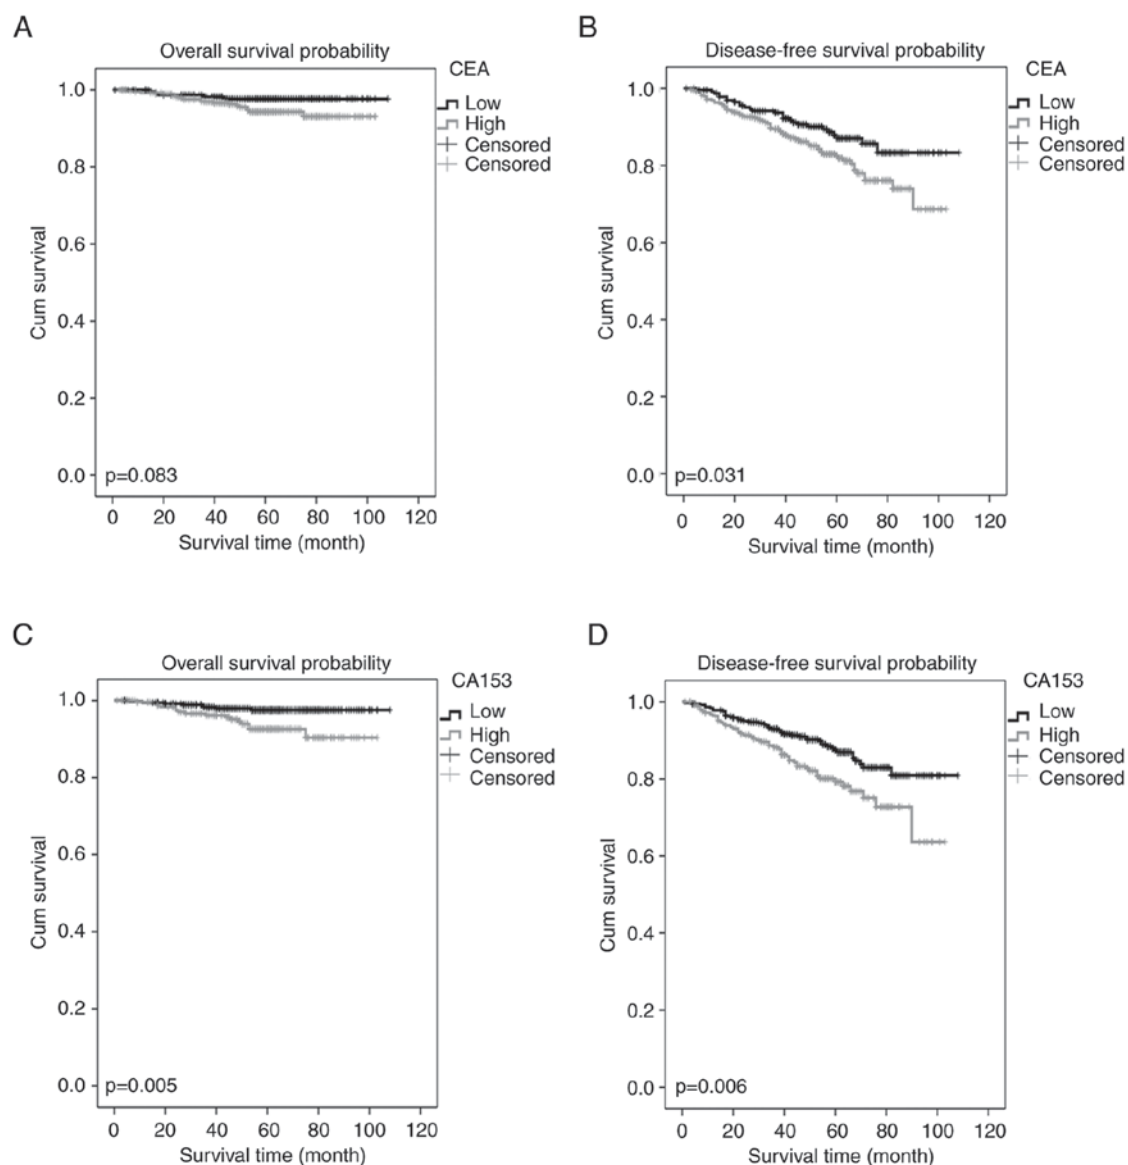 A
Overall survival probability
CEA
Low
High
Censored
Censored
1.0
0.8
0.6
0.4
0.2
0.0
Cum survival
p=0.083
0 20 40 60 80 100 120
Survival time (month)
B
Disease-free survival probability
CEA
Low
High
Censored
Censored
1.0
0.8
0.6
0.4
0.2
0.0
Cum survival
p=0.031
0 20 40 60 80 100 120
Survival time (month)
C
Overall survival probability
CA153
Low
High
Censored
Censored
1.0
0.8
0.6
0.4
0.2
0.0
Cum survival
p=0.005
0 20 40 60 80 100 120
Survival time (month)
D
Disease-free survival probability
CA153
Low
High
Censored
Censored
1.0
0.8
0.6
0.4
0.2
0.0
Cum survival
p=0.006
0 20 40 60 80 100 120
Survival time (month)